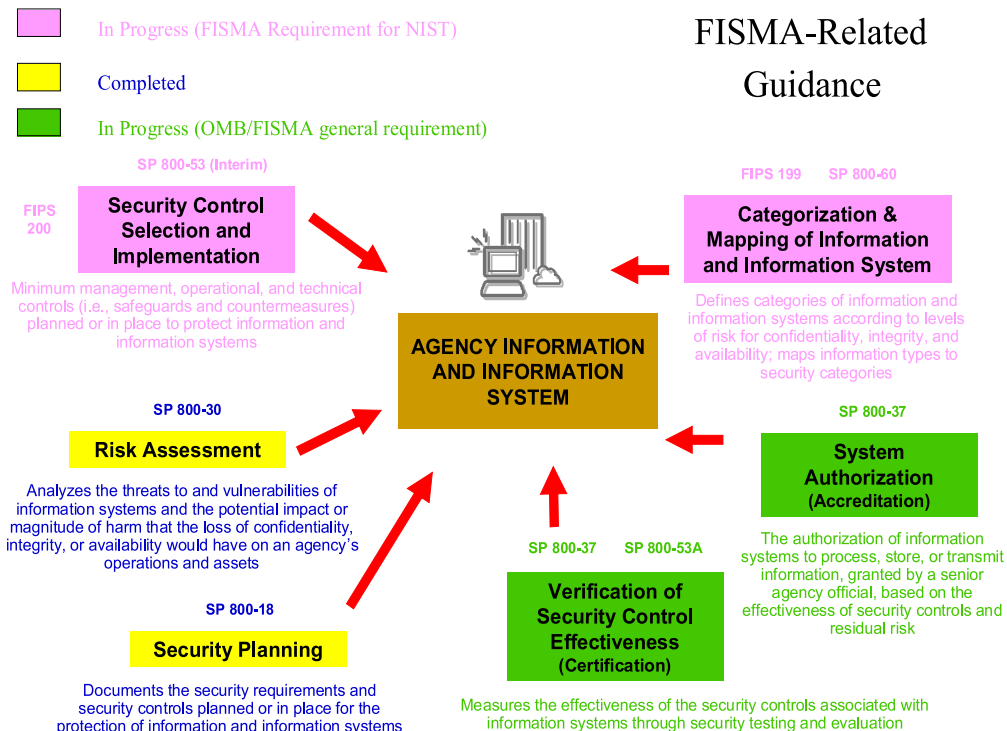 In Progress (FISMA Requirement for NIST)
Completed
In Progress (OMB/FISMA general requirement)
FISMA-Related
Guidance
SP 800-53 (Interim)
FIPS
200
Security Control
Selection and
Implementation
Minimum management, operational, and technical
controls (i.e., safeguards and countermeasures)
planned or in place to protect information and
information systems
FIPS 199 SP 800-60
Categorization &
Mapping of Information
and Information System
Defines categories of information and
information systems according to levels
of risk for confidentiality, integrity, and
availability; maps information types to
security categories
AGENCY INFORMATION
AND INFORMATION
SYSTEM
SP 800-30
Risk Assessment
Analyzes the threats to and vulnerabilities of
information systems and the potential impact or
magnitude of harm that the loss of confidentiality,
integrity, or availability would have on an agency’s
operations and assets
SP 800-37
System
Authorization
(Accreditation)
The authorization of information
systems to process, store, or transmit
information, granted by a senior
agency official, based on the
effectiveness of security controls and
residual risk
SP 800-18
Security Planning
Documents the security requirements and
security controls planned or in place for the
protection of information and information systems
SP 800-37 SP 800-53A
Verification of
Security Control
Effectiveness
(Certification)
Measures the effectiveness of the security controls associated with
information systems through security testing and evaluation